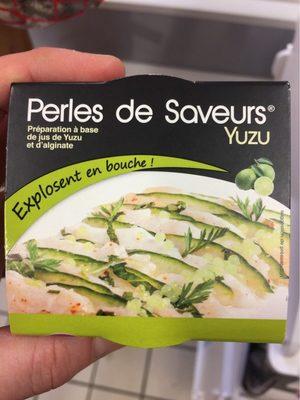 Perles de Saveurs®
Yuzu
Préparation à base
de jus de Yuzu
et d'alginate
Explosent en bouche !